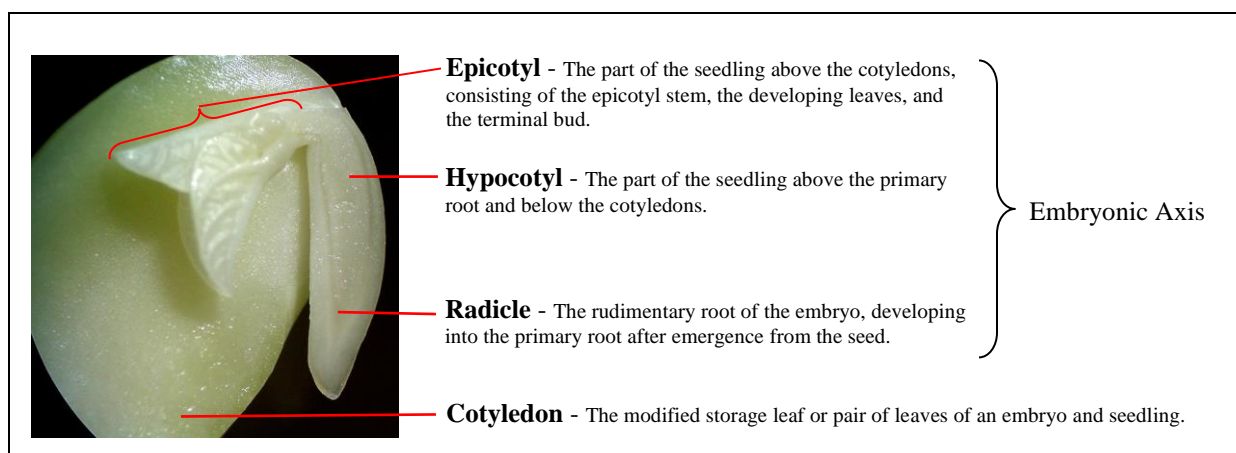 Epicotyl - The part of the seedling above the cotyledons,
consisting of the epicotyl stem, the developing leaves, and
the terminal bud.
Hypocotyl - The part of the seedling above the primary
root and below the cotyledons.
Embryonic Axis
Radicle - The rudimentary root of the embryo, developing
into the primary root after emergence from the seed.
Cotyledon - The modified storage leaf or pair of leaves of an embryo and seedling.